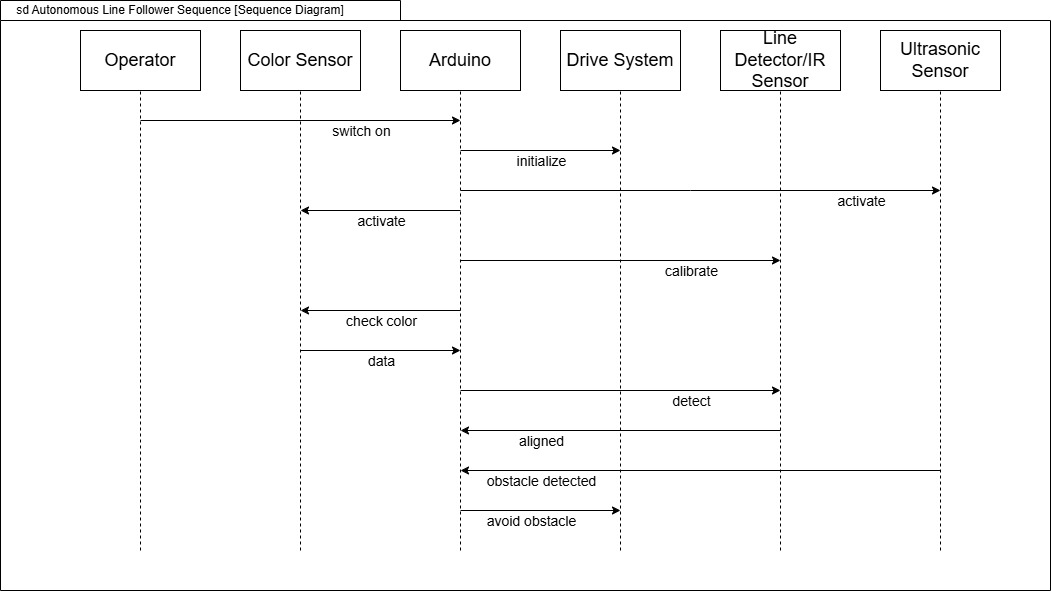 sd Autonomous Line Follower Sequence [Sequence Diagram]
Operator
Color Sensor
Arduino
Drive System
Line
Detector/IR
Sensor
Ultrasonic
Sensor
switch on
initialize
activate
activate
calibrate
check color
data
detect
aligned
obstacle detected
avoid obstacle